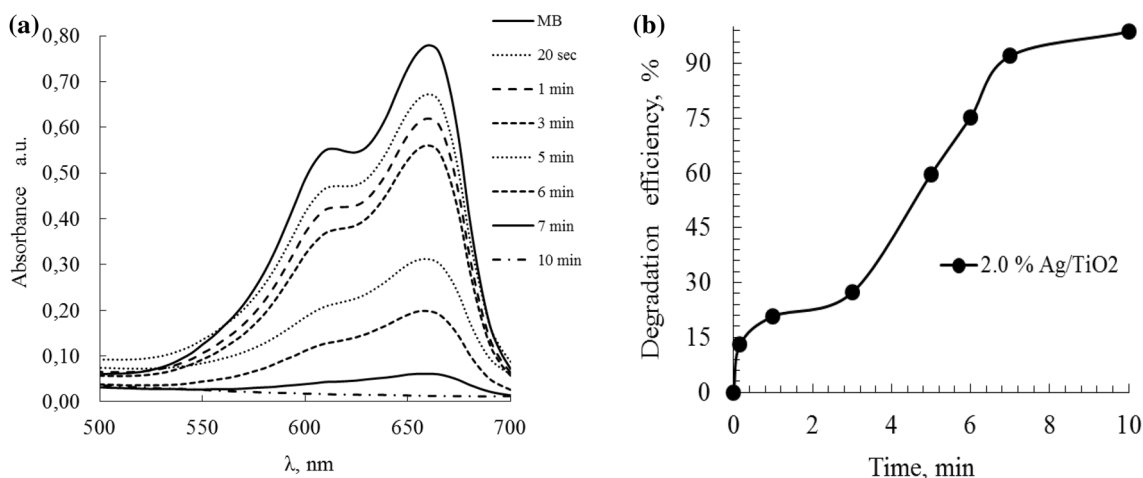 (a)
0,80
0,70
0,60
0,50
0,40
0,30
0,20
0,10
0,00
Absorbance a.u.
500 550 600 650 700
λ, nm
MB
20 sec
1 min
3 min
5 min
6 min
7 min
10 min
(b)
90
75
60
45
30
15
0
Degradation efficiency, %
2.0 % Ag/TiO2
0 2 4 6 8 10
Time, min